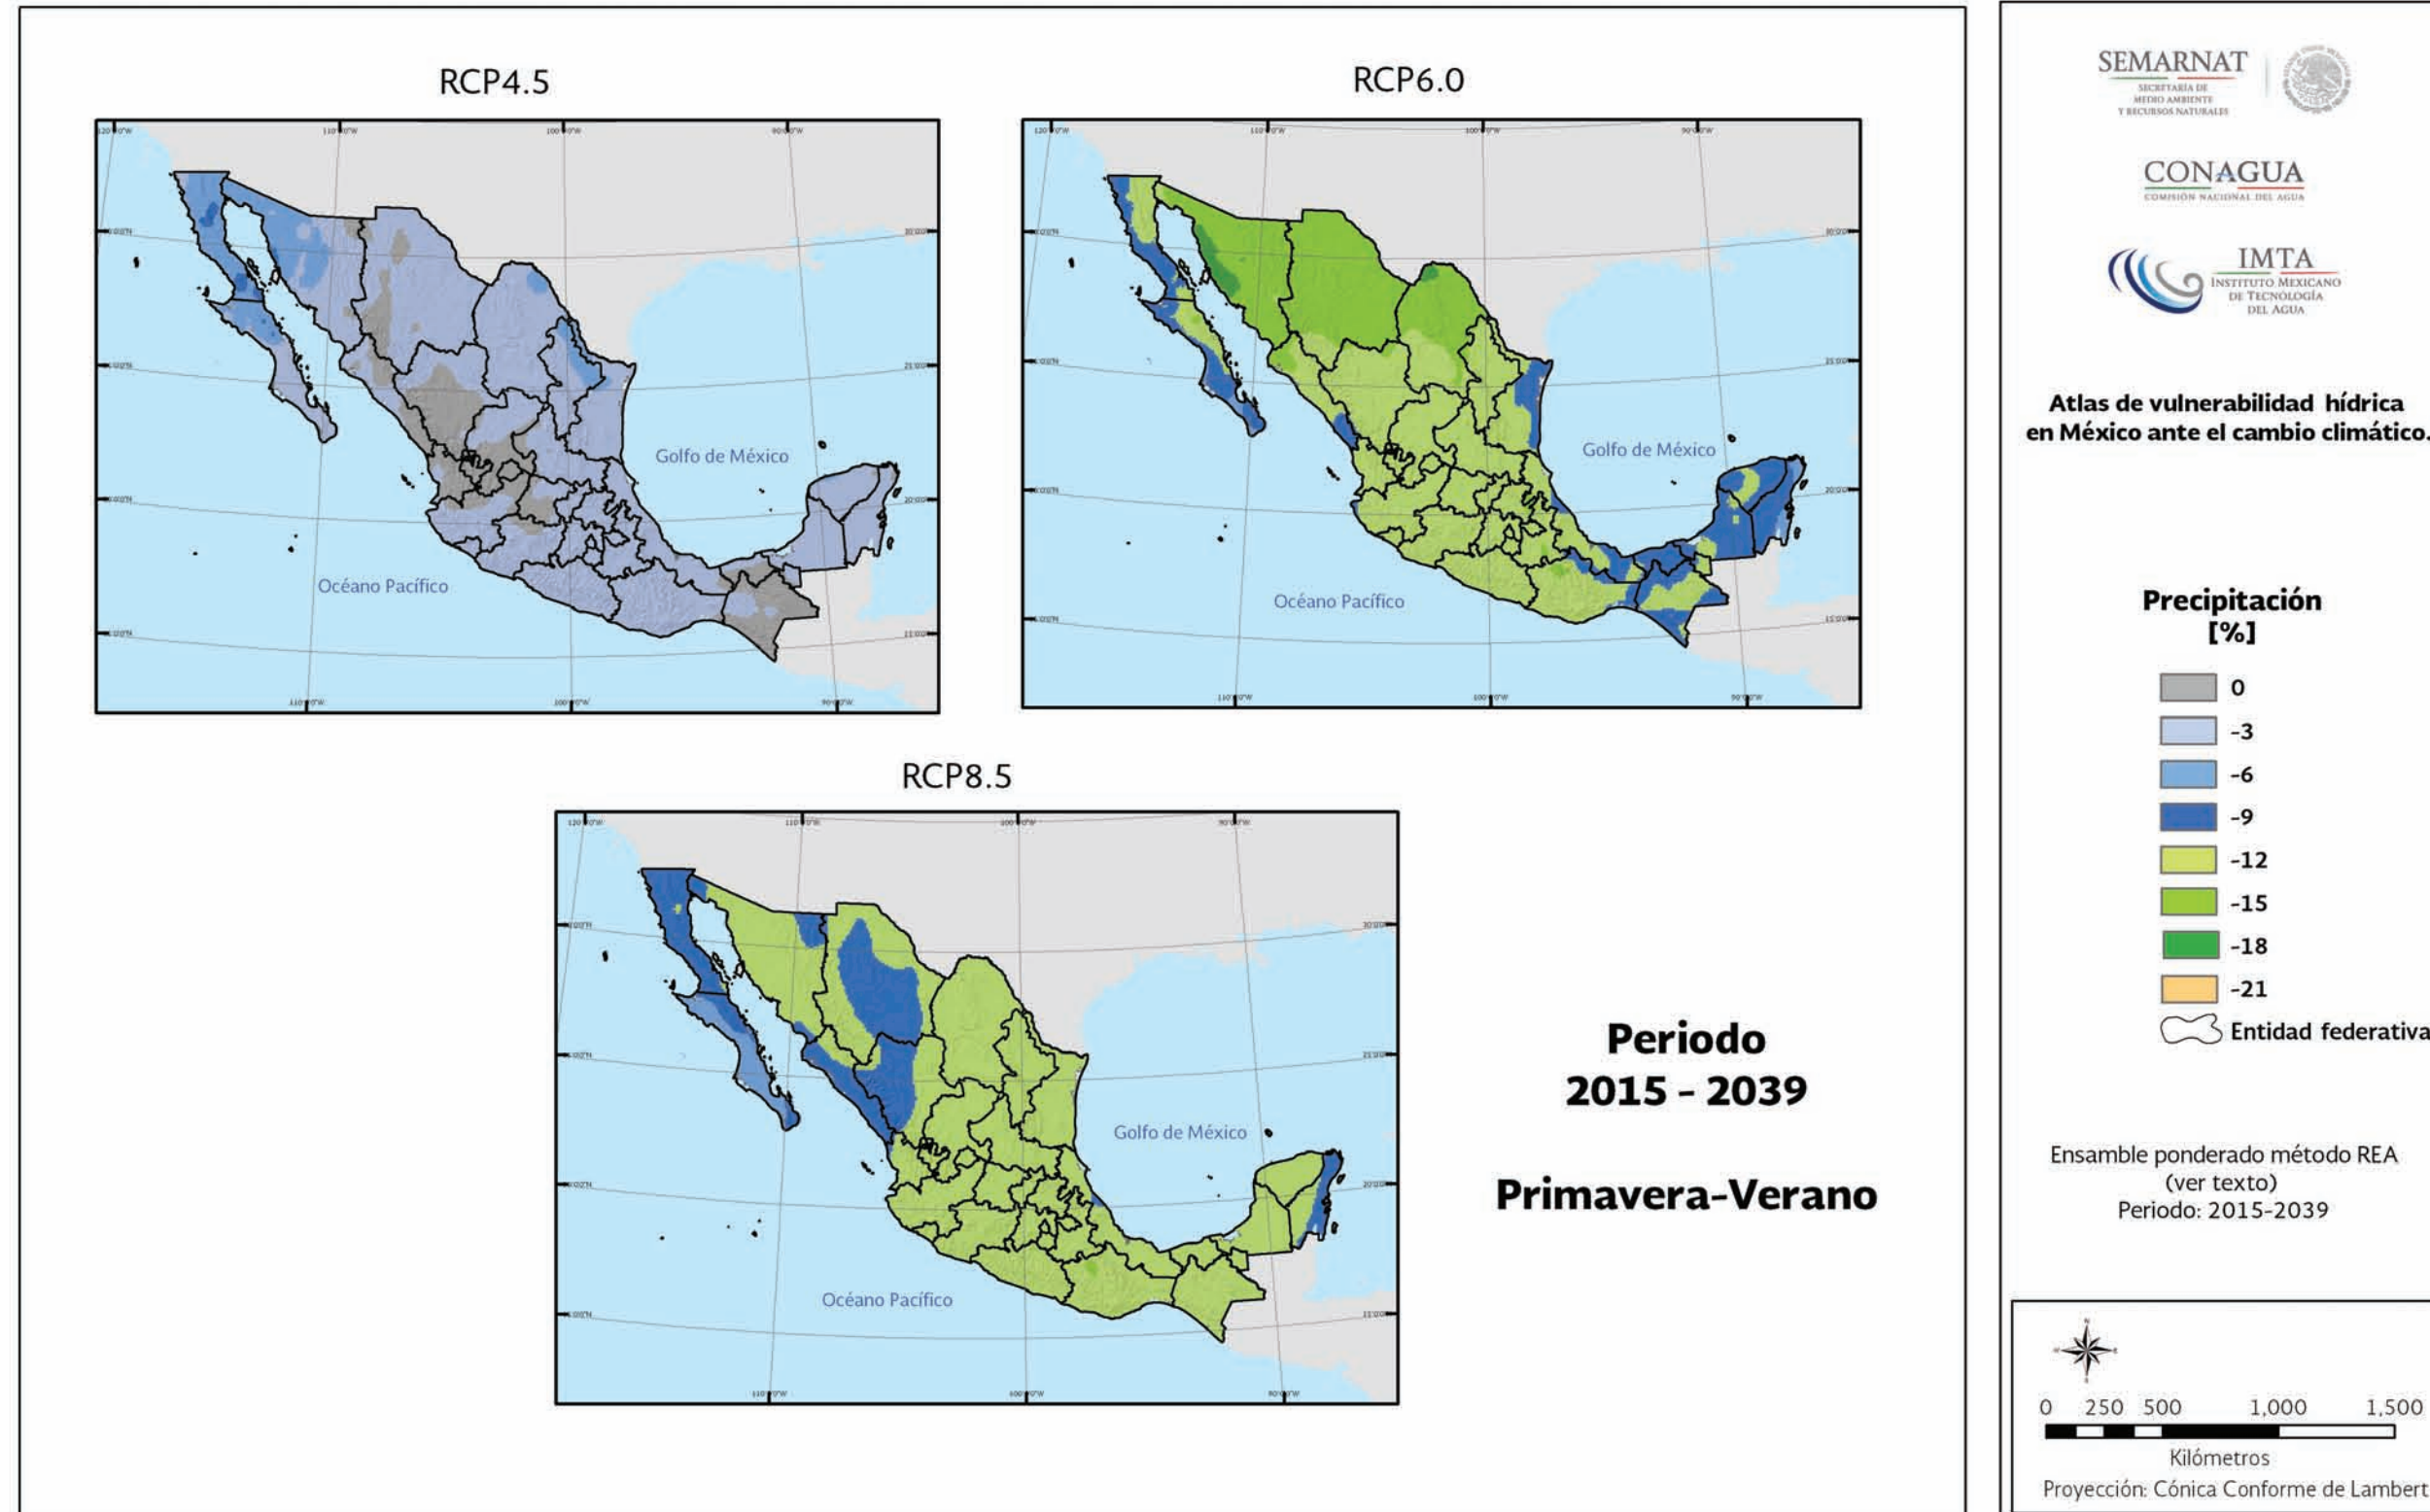 RCP4.5
RCP6.0
Golfo de México
Océano Pacífico
Golfo de México
Océano Pacífico
RCP8.5
Golfo de México
Océano Pacífico
Periodo
2015 - 2039
Primavera-Verano
SEMARNAT
SECRETARÍA DE
MEDIO AMBIENTE
Y RECURSOS NATURALES
CONAGUA
COMISIÓN NACIONAL DEL AGUA
IMTA
INSTITUTO MEXICANO
DE TECNOLOGÍA
DEL AGUA
Atlas de vulnerabilidad hídrica
en México ante el cambio climático.
Precipitación
[%]
0
-3
-6
-9
-12
-15
-18
-21
Entidad federativa
Ensamble ponderado método REA
(ver texto)
Periodo: 2015-2039
0 250 500 1,000 1,500
Kilómetros
Proyección: Cónica Conforme de Lambert